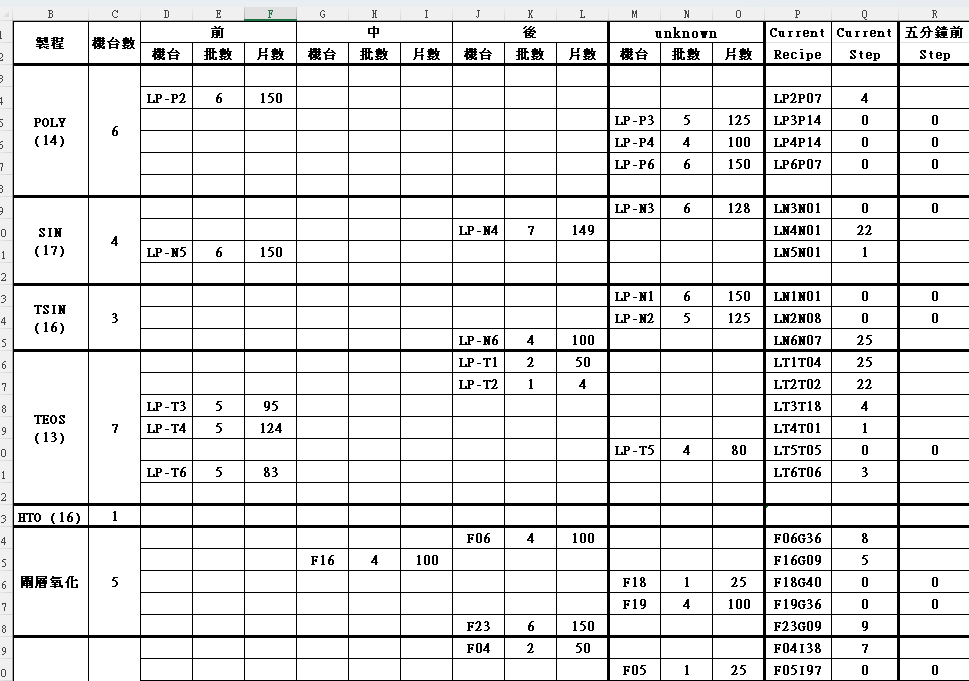 B C D E F G H I J K L M N O P Q R
製程 機台數 前 中 後 unknown Current Current 五分鐘前
機台 批數 片數 機台 批數 片數 機台 批數 片數 機台 批數 片數 Recipe Step Step
LP-P2 6 150 LP2P07 4
POLY LP-P3 5 125 LP3P14 0 0
(14) 6 LP-P4 4 100 LP4P14 0 0
LP-P6 6 150 LP6P07 0 0
LP-N3 6 128 LN3N01 0 0
SIN 4 LP-N4 7 149 LN4N01 22
(17) LP-N5 6 150 LN5N01 1
TSIN LP-N1 6 150 LN1N01 0 0
(16) 3 LP-N2 5 125 LN2N08 0 0
LP-N6 4 100 LN6N07 25
LP-T1 2 50 LT1T04 25
LP-T2 1 4 LT2T02 22
LP-T3 5 95 LT3T18 4
TEOS 7 LP-T4 5 124 LT4T01 1
(13) LP-T5 4 80 LT5T05 0 0
LP-T6 5 83 LT6T06 3
HTO (16) 1
F06 4 100 F06G36 8
F16 4 100 F16G09 5
閘層氧化 5 F18 1 25 F18G40 0 0
F19 4 100 F19G36 0 0
F23 6 150 F23G09 9
F04 2 50 F04I38 7
F05 1 25 F05I97 0 0